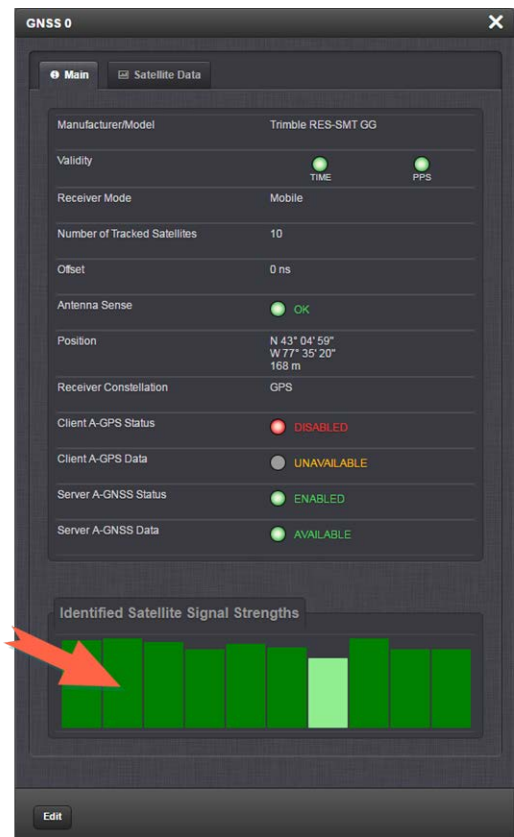 GNSS 0
Main
Satellite Data
Manufacturer/Model Trimble RES-SMT GG
Validity
TIME PPS
Receiver Mode Mobile
Number of Tracked Satellites 10
Offset 0 ns
Antenna Sense OK
Position N 43° 04' 59"
W 77° 35' 20"
168 m
Receiver Constellation GPS
Client A-GPS Status DISABLED
Client A-GPS Data UNAVAILABLE
Server A-GNSS Status ENABLED
Server A-GNSS Data AVAILABLE
Identified Satellite Signal Strengths
Edit